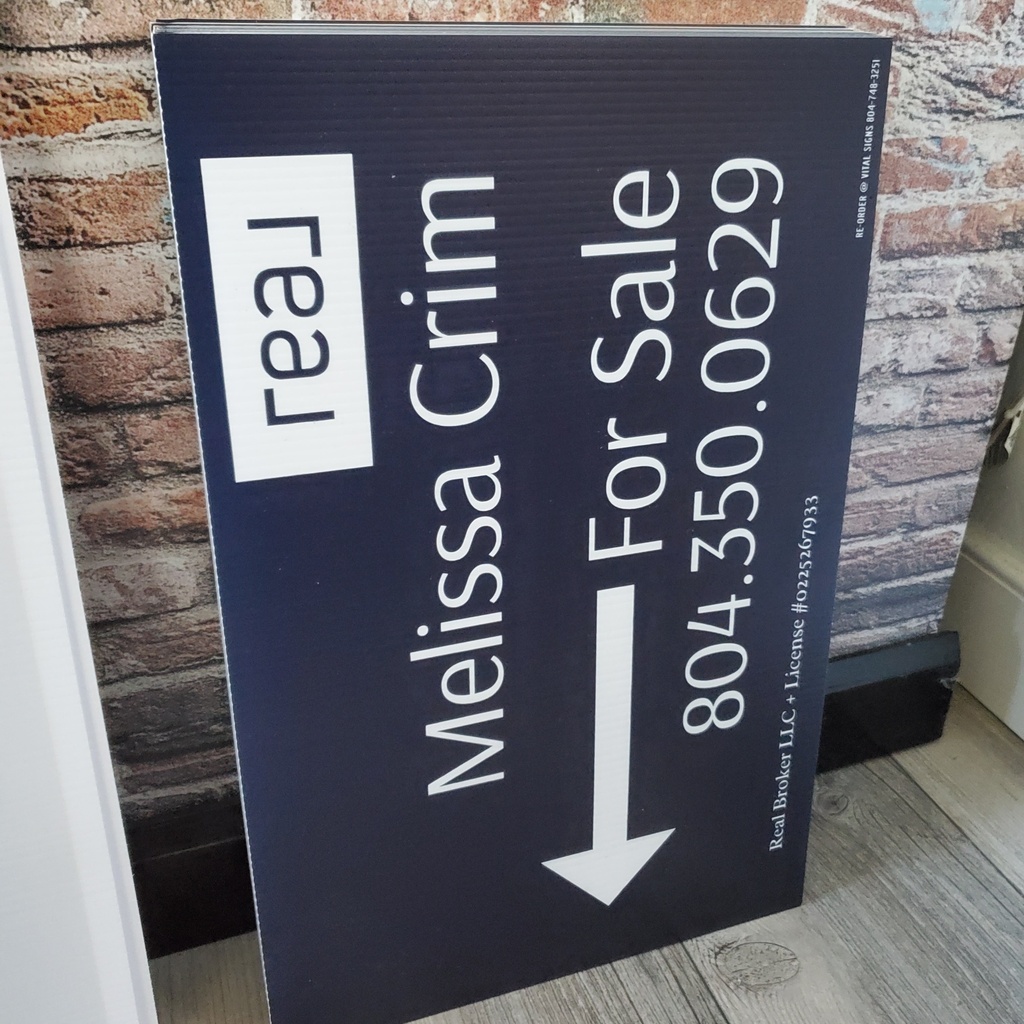 real
Melissa Crim
For Sale
804.350.0629
Real Broker LLC + License #0225267933
RE-ORDER @ VITAL SIGNS 804-748-3251